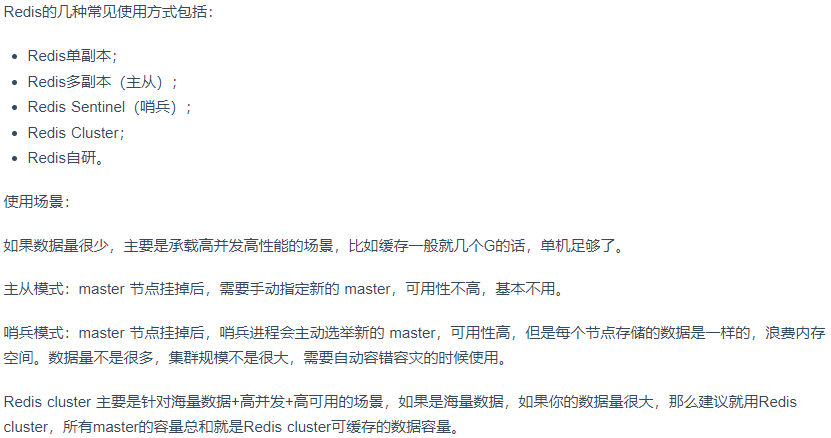 Redis的几种常见使用方式包括：
Redis单副本；
Redis多副本（主从）；
Redis Sentinel（哨兵）；
Redis Cluster；
Redis自研。
使用场景：
如果数据量很少，主要是承载高并发高性能的场景，比如缓存一般就几个G的话，单机足够了。
主从模式：master 节点挂掉后，需要手动指定新的 master，可用性不高，基本不用。
哨兵模式：master 节点挂掉后，哨兵进程会主动选举新的 master，可用性高，但是每个节点存储的数据是一样的，浪费内存
空间。数据量不是很多，集群规模不是很大，需要自动容错容灾的时候使用。
Redis cluster 主要是针对海量数据+高并发+高可用的场景，如果是海量数据，如果你的数据量很大，那么建议就用Redis
cluster，所有master的容量总和就是Redis cluster可缓存的数据容量。